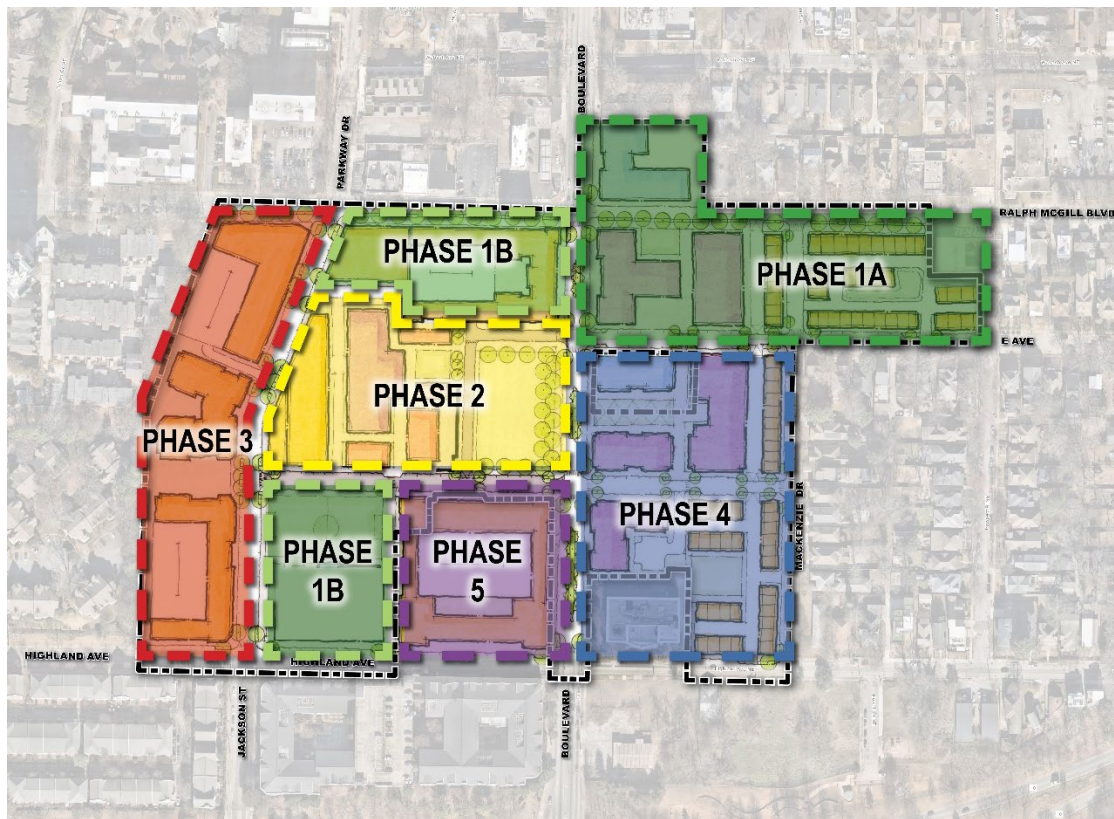 BOULEVARD
PARKWAY DR
RALPH MCGILL BLVD
PHASE 1B
PHASE 1A
E AVE
PHASE 2
PHASE 3
PHASE 4
MACKENZIE DR
PHASE
1B
PHASE
5
HIGHLAND AVE
HIGHLAND AVE
JACKSON ST
BOULEVARD